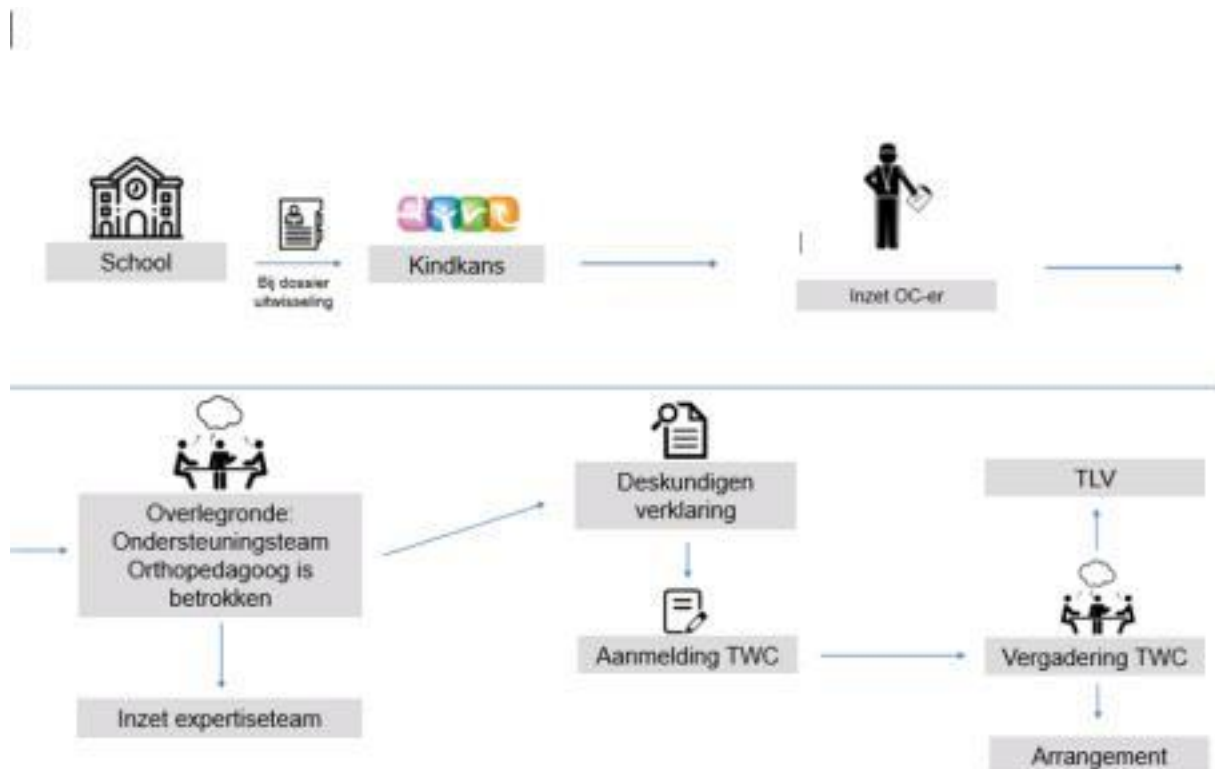 School
Bij dossier
uitwisseling
Kindkans
Inzet OC-er
Overlegronde:
Ondersteuningsteam
Orthopedagoog is
betrokken
Inzet expertiseteam
Deskundigen
verklaring
Aanmelding TWC
TLV
Vergadering TWC
Arrangement